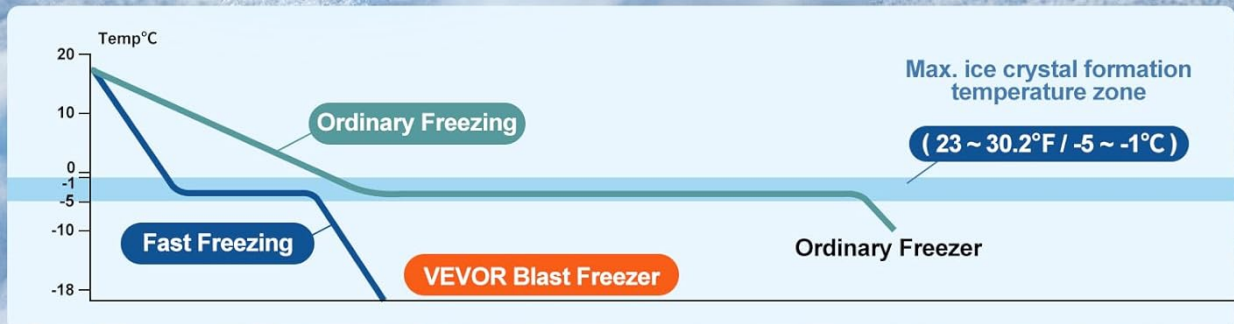 Temp°C
20
10
0
-1
-5
-10
-18
Ordinary Freezing
Fast Freezing
VEVOR Blast Freezer
Ordinary Freezer
Max. ice crystal formation
temperature zone
( 23 ~ 30.2°F / -5 ~ -1°C )